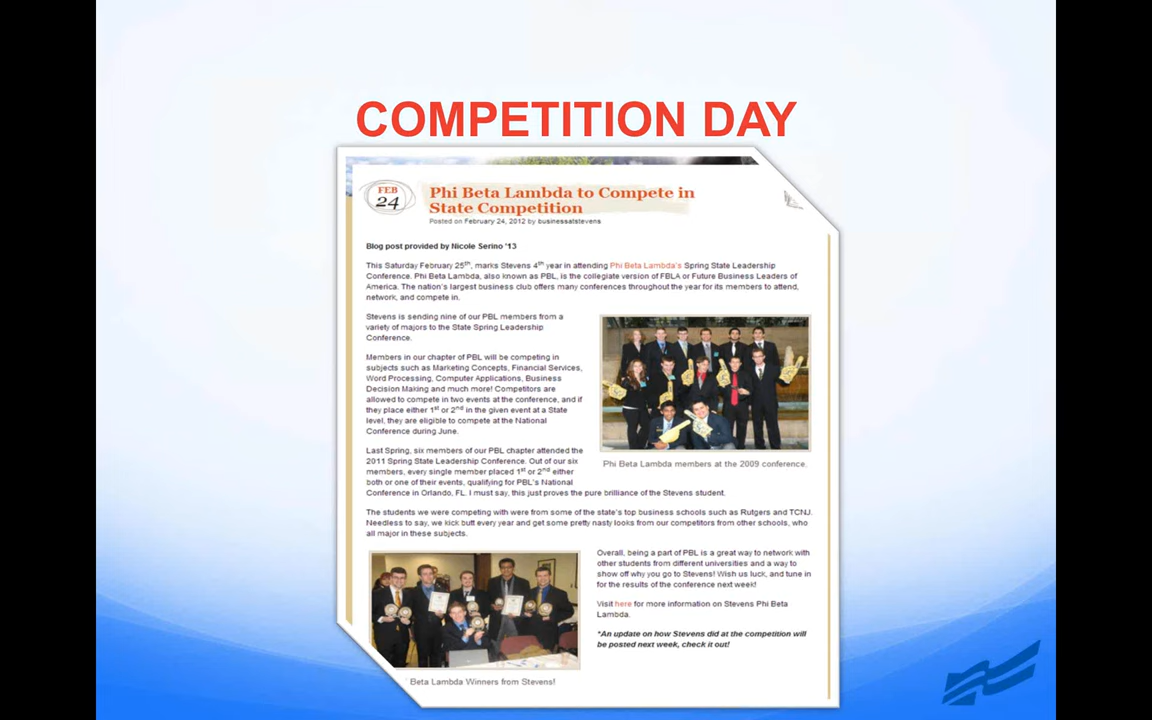 COMPETITION DAY
FEB
24
Phi Beta Lambda to Compete in
State Competition
Posted on February 24, 2012 by businessatstevens
Blog post provided by Nicole Serino '13
This Saturday February 25th, marks Stevens 4th year in attending Phi Beta Lambda's Spring State Leadership
Conference. Phi Beta Lambda, also known as PBL, is the collegiate version of FBLA or Future Business Leaders of
America. The nation's largest business club offers many conferences throughout the year for its members to attend,
network, and compete in.
Stevens is sending nine of our PBL members from a
variety of majors to the State Spring Leadership
Conference.
Members in our chapter of PBL will be competing in
subjects such as Marketing Concepts, Financial Services,
Word Processing, Computer Applications, Business
Decision Making and much more! Competitors are
allowed to compete in two events at the conference, and if
they place either 1st or 2nd in the given event at a State
level, they are eligible to compete at the National
Conference during June.
Last Spring, six members of our PBL chapter attended the
2011 Spring State Leadership Conference. Out of our six
members, every single member placed 1st or 2nd either
both or one of their events, qualifying for PBL's National
Conference in Orlando, FL. I must say, this just proves the pure brilliance of the Stevens student.
Phi Beta Lambda members at the 2009 conference.
The students we were competing with were from some of the state's top business schools such as Rutgers and TCNJ.
Needless to say, we kick butt every year and get some pretty nasty looks from our competitors from other schools, who
all major in these subjects.
Overall, being a part of PBL is a great way to network with
other students from different universities and a way to
show off why you go to Stevens! Wish us luck, and tune in
for the results of the conference next week!
Visit here for more information on Stevens Phi Beta
Lambda.
*An update on how Stevens did at the competition will
be posted next week, check it out!
Beta Lambda Winners from Stevens!